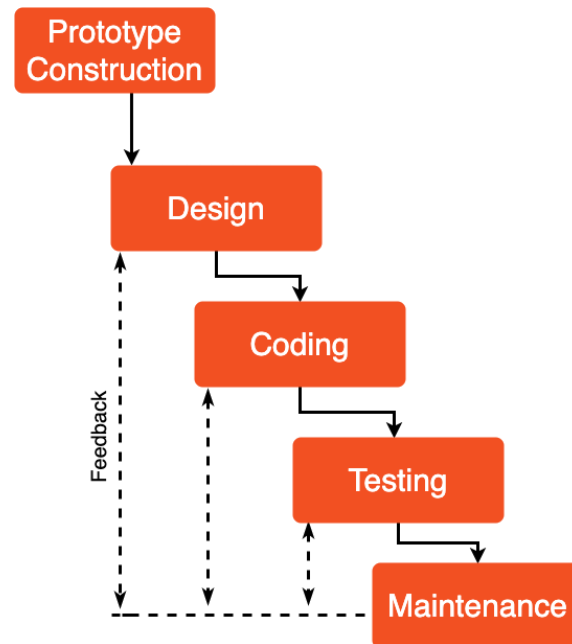 Prototype
Construction
Design
Coding
Feedback
Testing
Maintenance